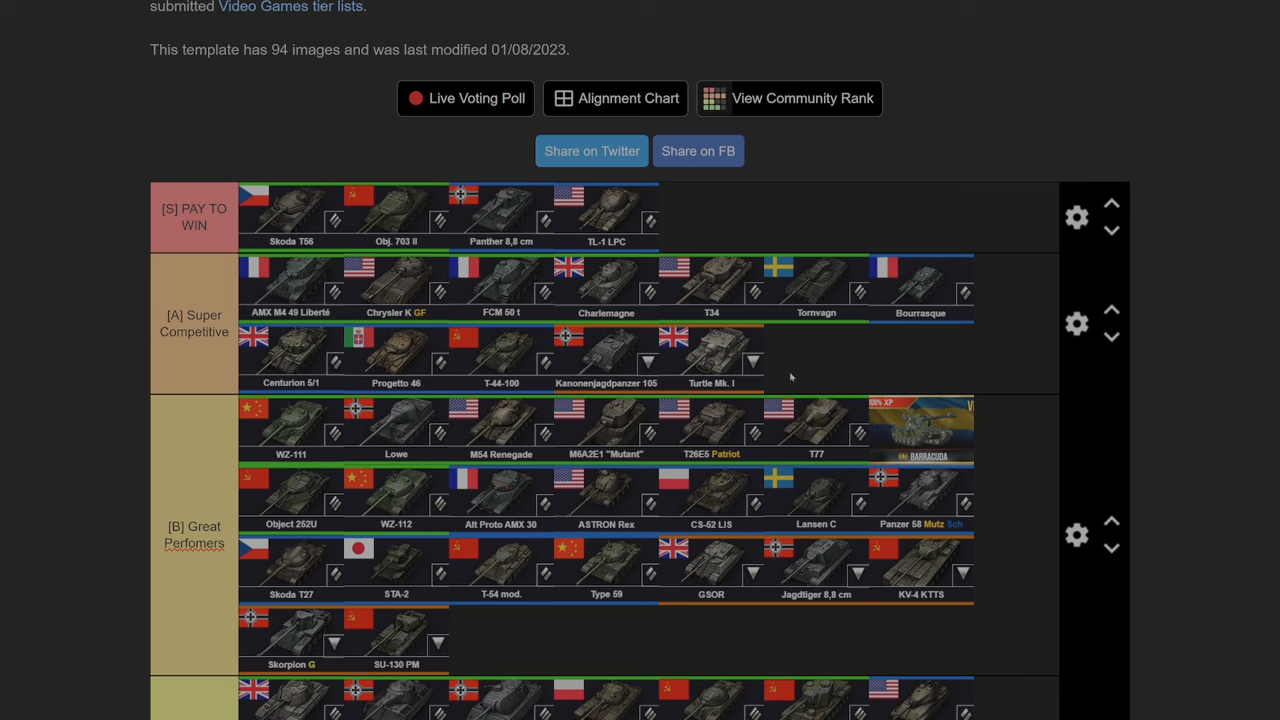 submitted Video Games tier lists.
This template has 94 images and was last modified 01/08/2023.
Live Voting Poll
Alignment Chart
View Community Rank
Share on Twitter
Share on FB
[S] PAY TO
WIN
Skoda T56
Obj. 703 II
Panther 8,8 cm
TL-1 LPC
[A] Super
Competitive
AMX M4 49 Liberté
Chrysler K GF
FCM 50 t
Charlemagne
T34
Tornvagn
Bourrasque
Centurion 5/1
Progetto 46
T-44-100
Kanonenjagdpanzer 105
Turtle Mk. I
[B] Great
Perfomers
WZ-111
Lowe
M54 Renegade
M6A2E1 "Mutant"
T26E5 Patriot
T77
BARRACUDA
Object 252U
WZ-112
Alt Proto AMX 30
ASTRON Rex
CS-52 LIS
Lansen C
Panzer 58 Mutz Sch
Skoda T27
STA-2
T-54 mod.
Type 59
GSOR
Jagdtiger 8,8 cm
KV-4 KTTS
Skorpion G
SU-130 PM